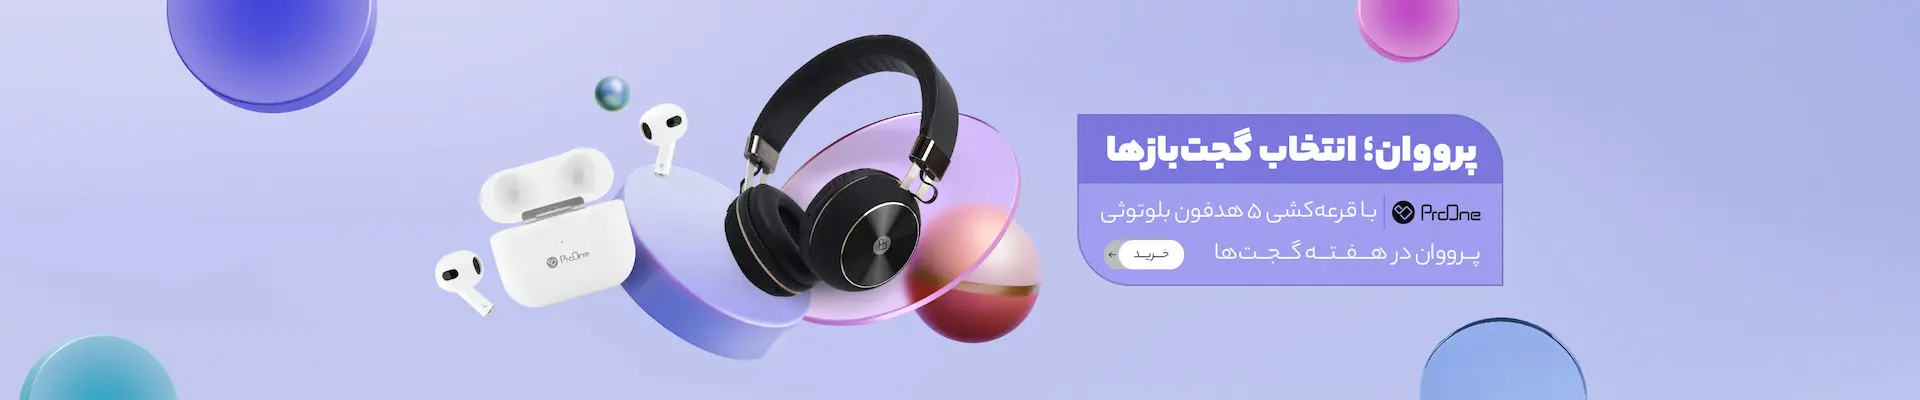 پرووان؛ انتخاب گجت‌بازها
ProOne | با قرعه‌کشی ۵ هدفون بلوتوثی
پرووان در هفته گجت‌ها
خرید ←
ProOne